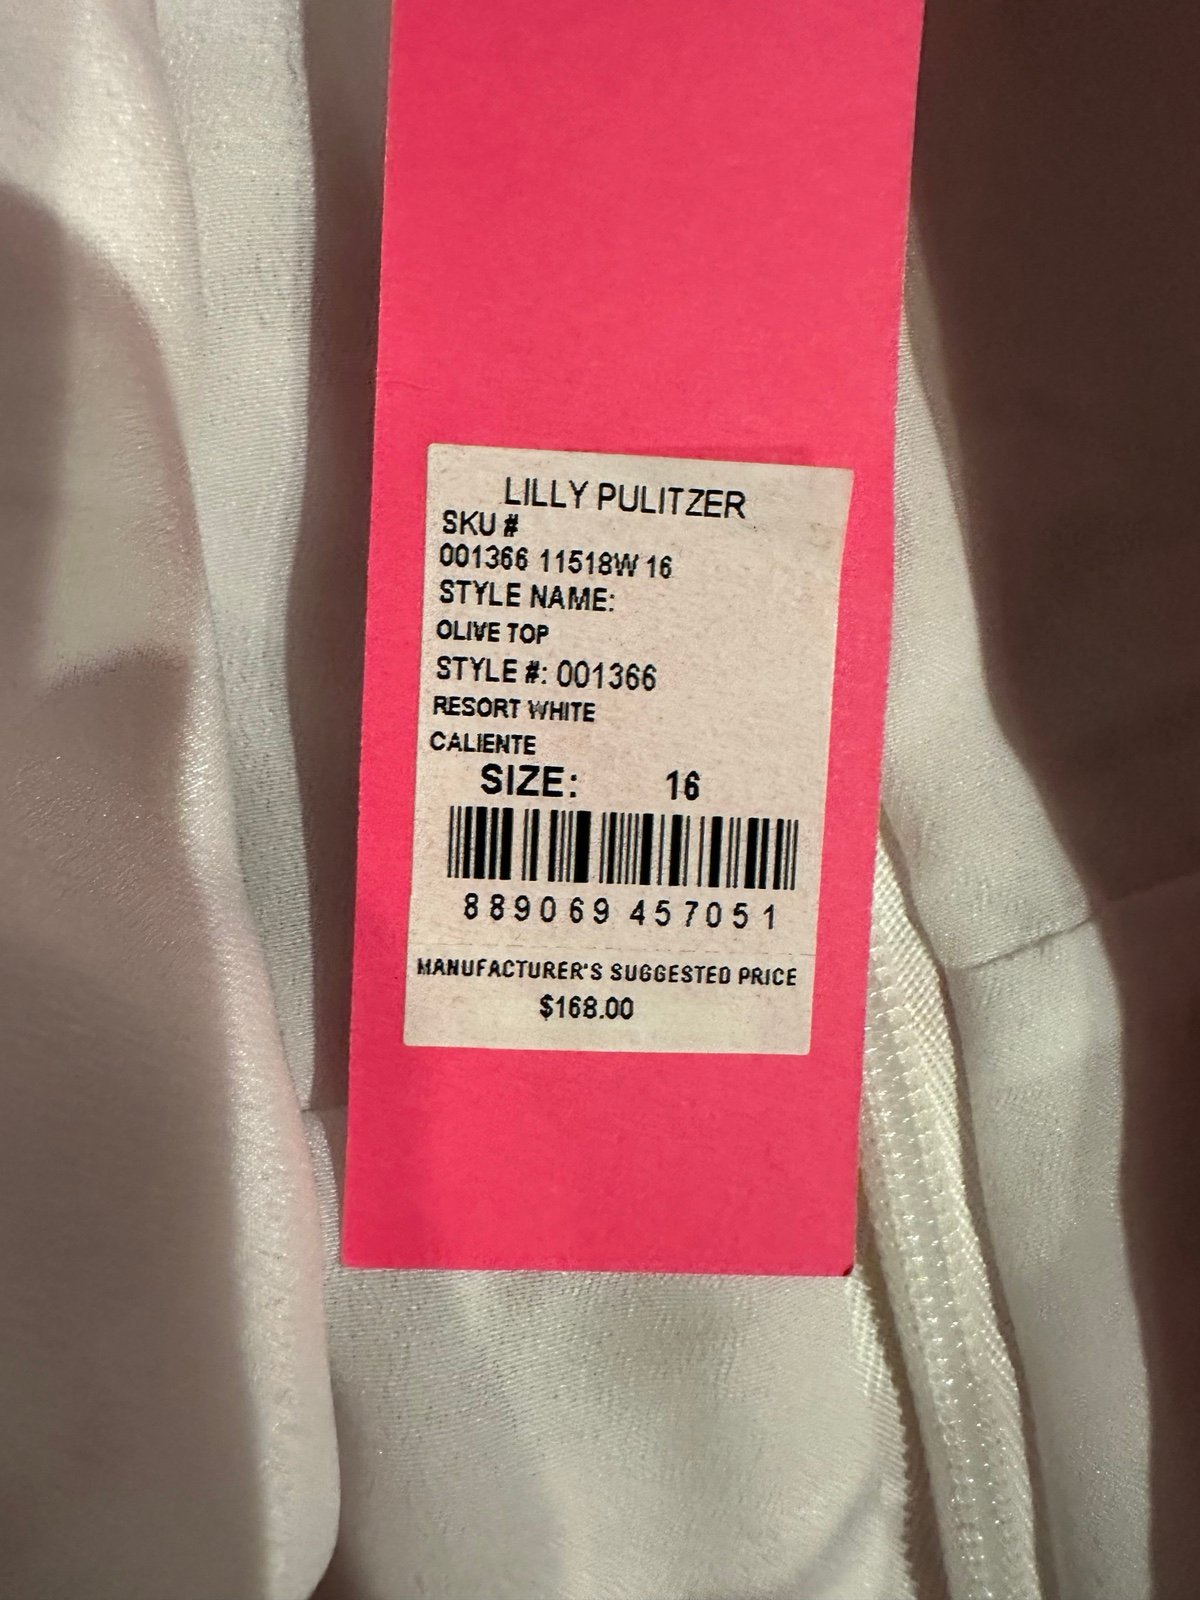 LILLY PULITZER
SKU #
001366 11518W 16
STYLE NAME:
OLIVE TOP
STYLE #: 001366
RESORT WHITE
CALIENTE
SIZE: 16
889069 457051
MANUFACTURER'S SUGGESTED PRICE
$168.00